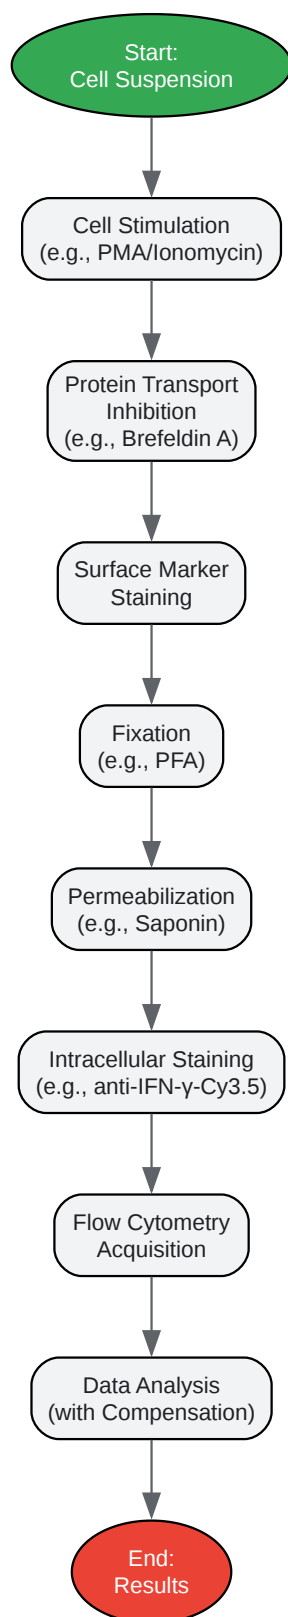 Start:
Cell Suspension
Cell Stimulation
(e.g., PMA/Ionomycin)
Protein Transport
Inhibition
(e.g., Brefeldin A)
Surface Marker
Staining
Fixation
(e.g., PFA)
Permeabilization
(e.g., Saponin)
Intracellular Staining
(e.g., anti-IFN-γ-Cy3.5)
Flow Cytometry
Acquisition
Data Analysis
(with Compensation)
End:
Results